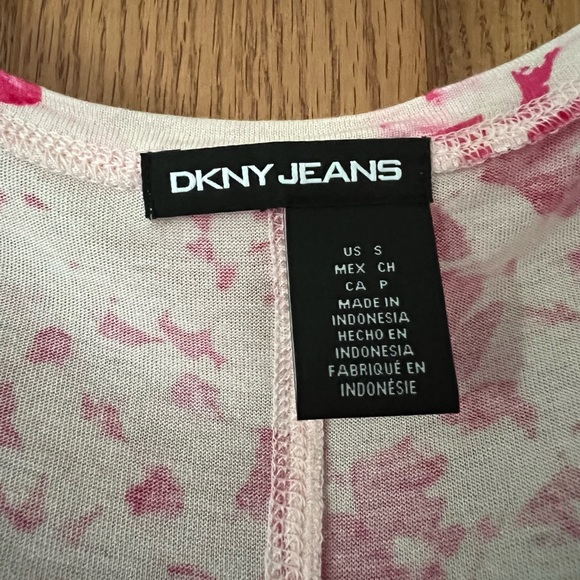 DKNY JEANS
US S
MEX CH
CA P
MADE IN
INDONESIA
HECHO EN
INDONESIA
FABRIQUÉ EN
INDONÉSIE